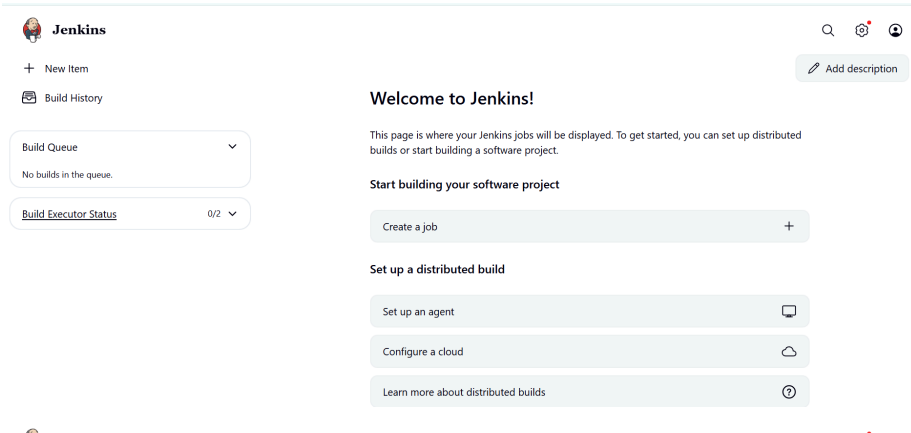 Jenkins
New Item
Build History
Build Queue
No builds in the queue.
Build Executor Status
0/2
Add description
Welcome to Jenkins!
This page is where your Jenkins jobs will be displayed. To get started, you can set up distributed
builds or start building a software project.
Start building your software project
Create a job
Set up a distributed build
Set up an agent
Configure a cloud
Learn more about distributed builds